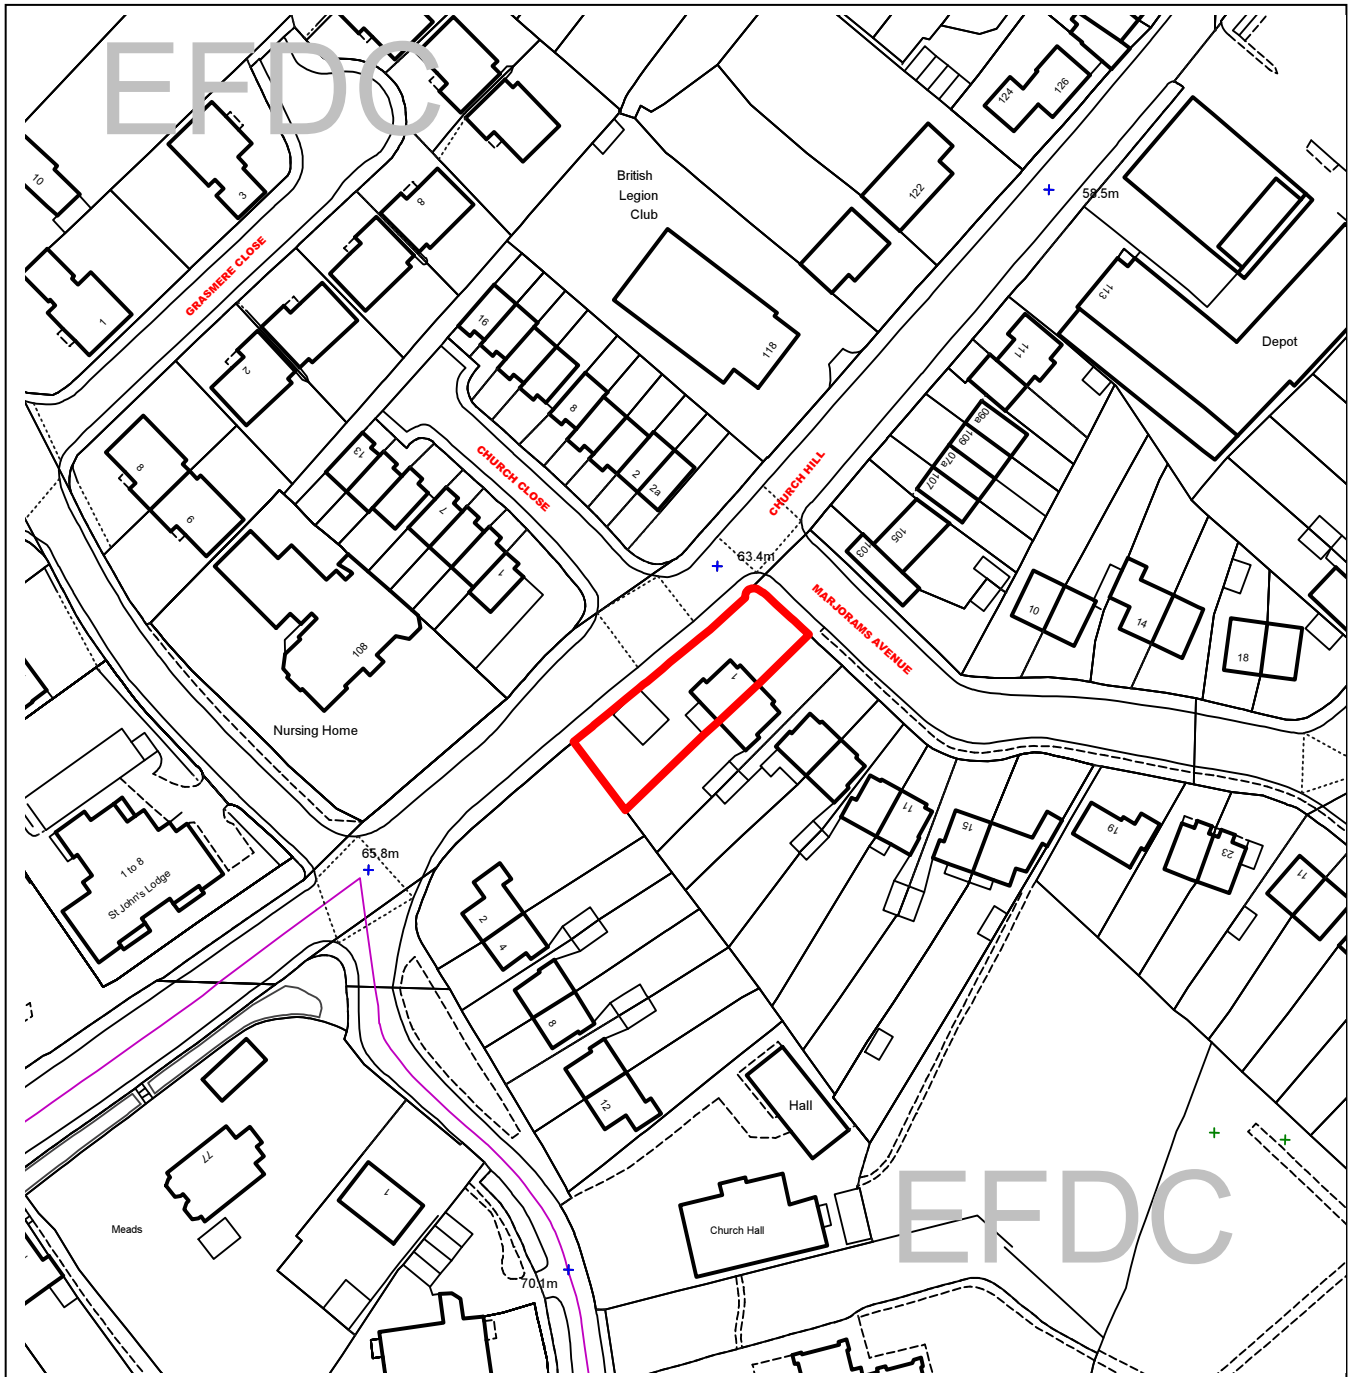 EFDC
124
126
British
Legion
Club
122
58.5m
10
3
8
GRASMERE CLOSE
1
16
118
113
Depot
111
2
8
09a
109
07a
107
13
CHURCH CLOSE
2
2a
CHURCH HILL
8
6
7
1
105
103
63.4m
MARJORAMS AVENUE
10
14
18
108
1
Nursing Home
11
15
19
23
11
65.8m
1 to 8
St John's Lodge
2
4
8
12
Hall
77
1
Meads
Church Hall
EFDC
70.1m